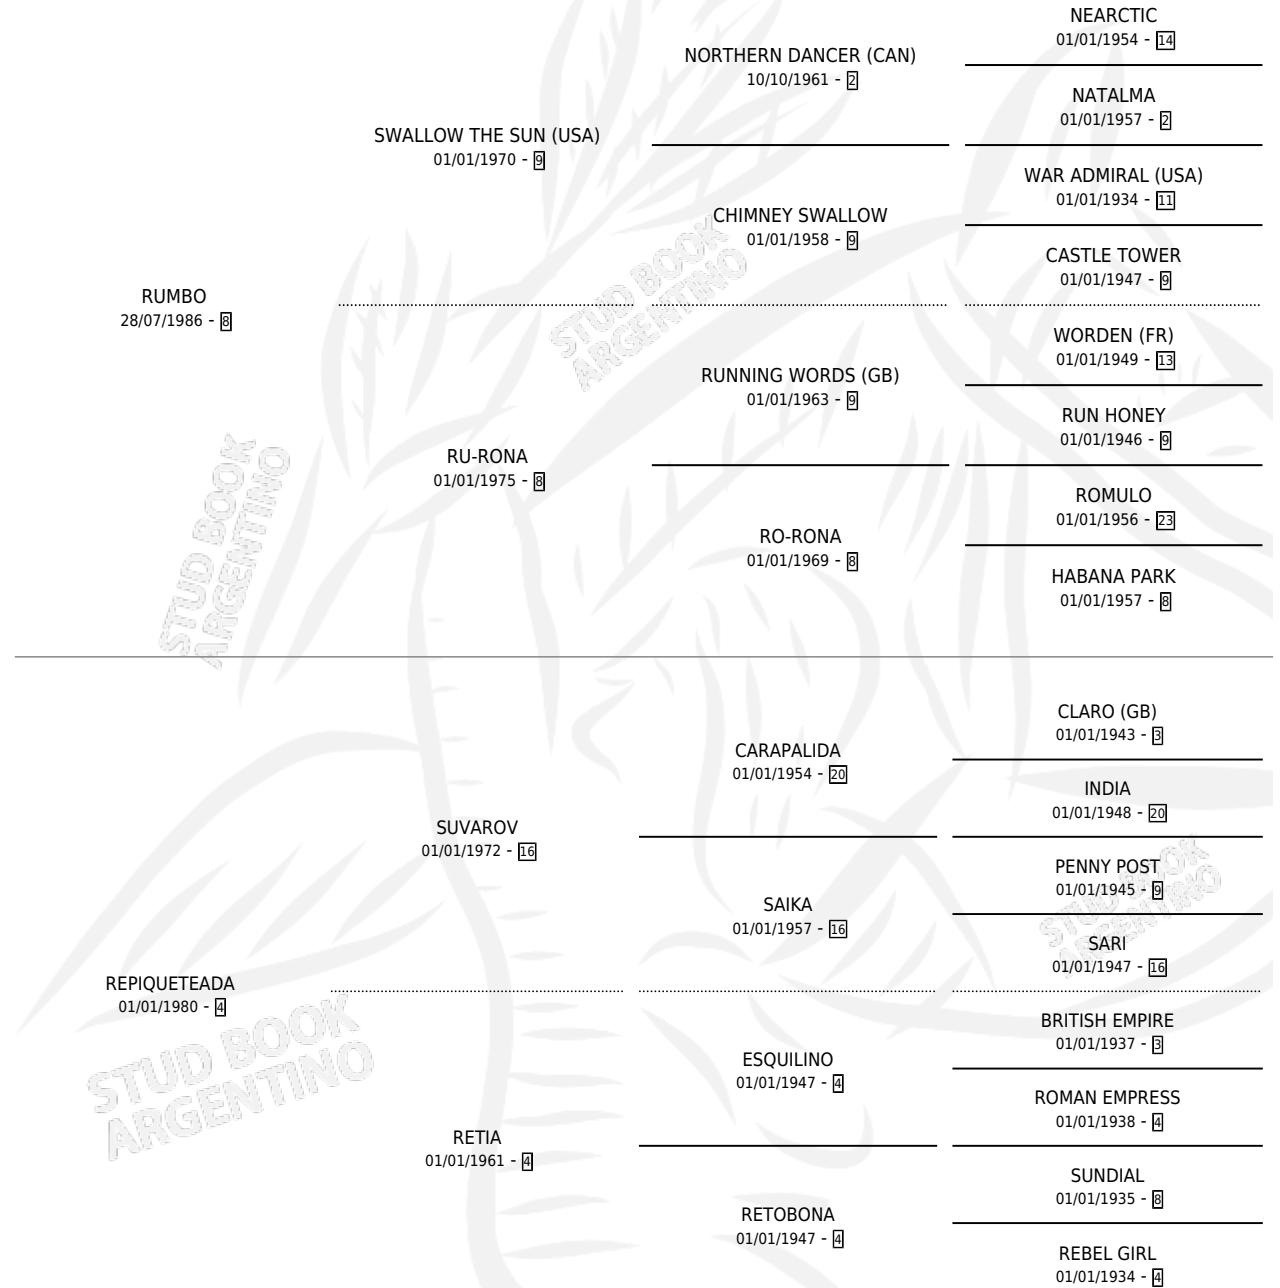 NEARCTIC
01/01/1954 - 14
NORTHERN DANCER (CAN)
10/10/1961 - 2
NATALMA
01/01/1957 - 2
SWALLOW THE SUN (USA)
01/01/1970 - 9
WAR ADMIRAL (USA)
01/01/1934 - 11
CHIMNEY SWALLOW
01/01/1958 - 9
CASTLE TOWER
01/01/1947 - 9
STUD BOOK
ARGENTINO
RUMBO
28/07/1986 - 8
WORDEN (FR)
01/01/1949 - 13
RUNNING WORDS (GB)
01/01/1963 - 9
RUN HONEY
01/01/1946 - 9
RU-RONA
01/01/1975 - 8
ROMULO
01/01/1956 - 23
RO-RONA
01/01/1969 - 8
HABANA PARK
01/01/1957 - 8
STUD BOOK
ARGENTINO
CLARO (GB)
01/01/1943 - 3
CARAPALIDA
01/01/1954 - 20
INDIA
01/01/1948 - 20
SUVAROV
01/01/1972 - 16
PENNY POST
01/01/1945 - 9
SAIKA
01/01/1957 - 16
STUD BOOK
ARGENTINO
SARI
01/01/1947 - 16
REPIQUETEADA
01/01/1980 - 4
BRITISH EMPIRE
01/01/1937 - 3
ESQUILINO
01/01/1947 - 4
STUD BOOK
ARGENTINO
ROMAN EMPRESS
01/01/1938 - 4
RETIA
01/01/1961 - 4
SUNDIAL
01/01/1935 - 8
RETOBONA
01/01/1947 - 4
REBEL GIRL
01/01/1934 - 4